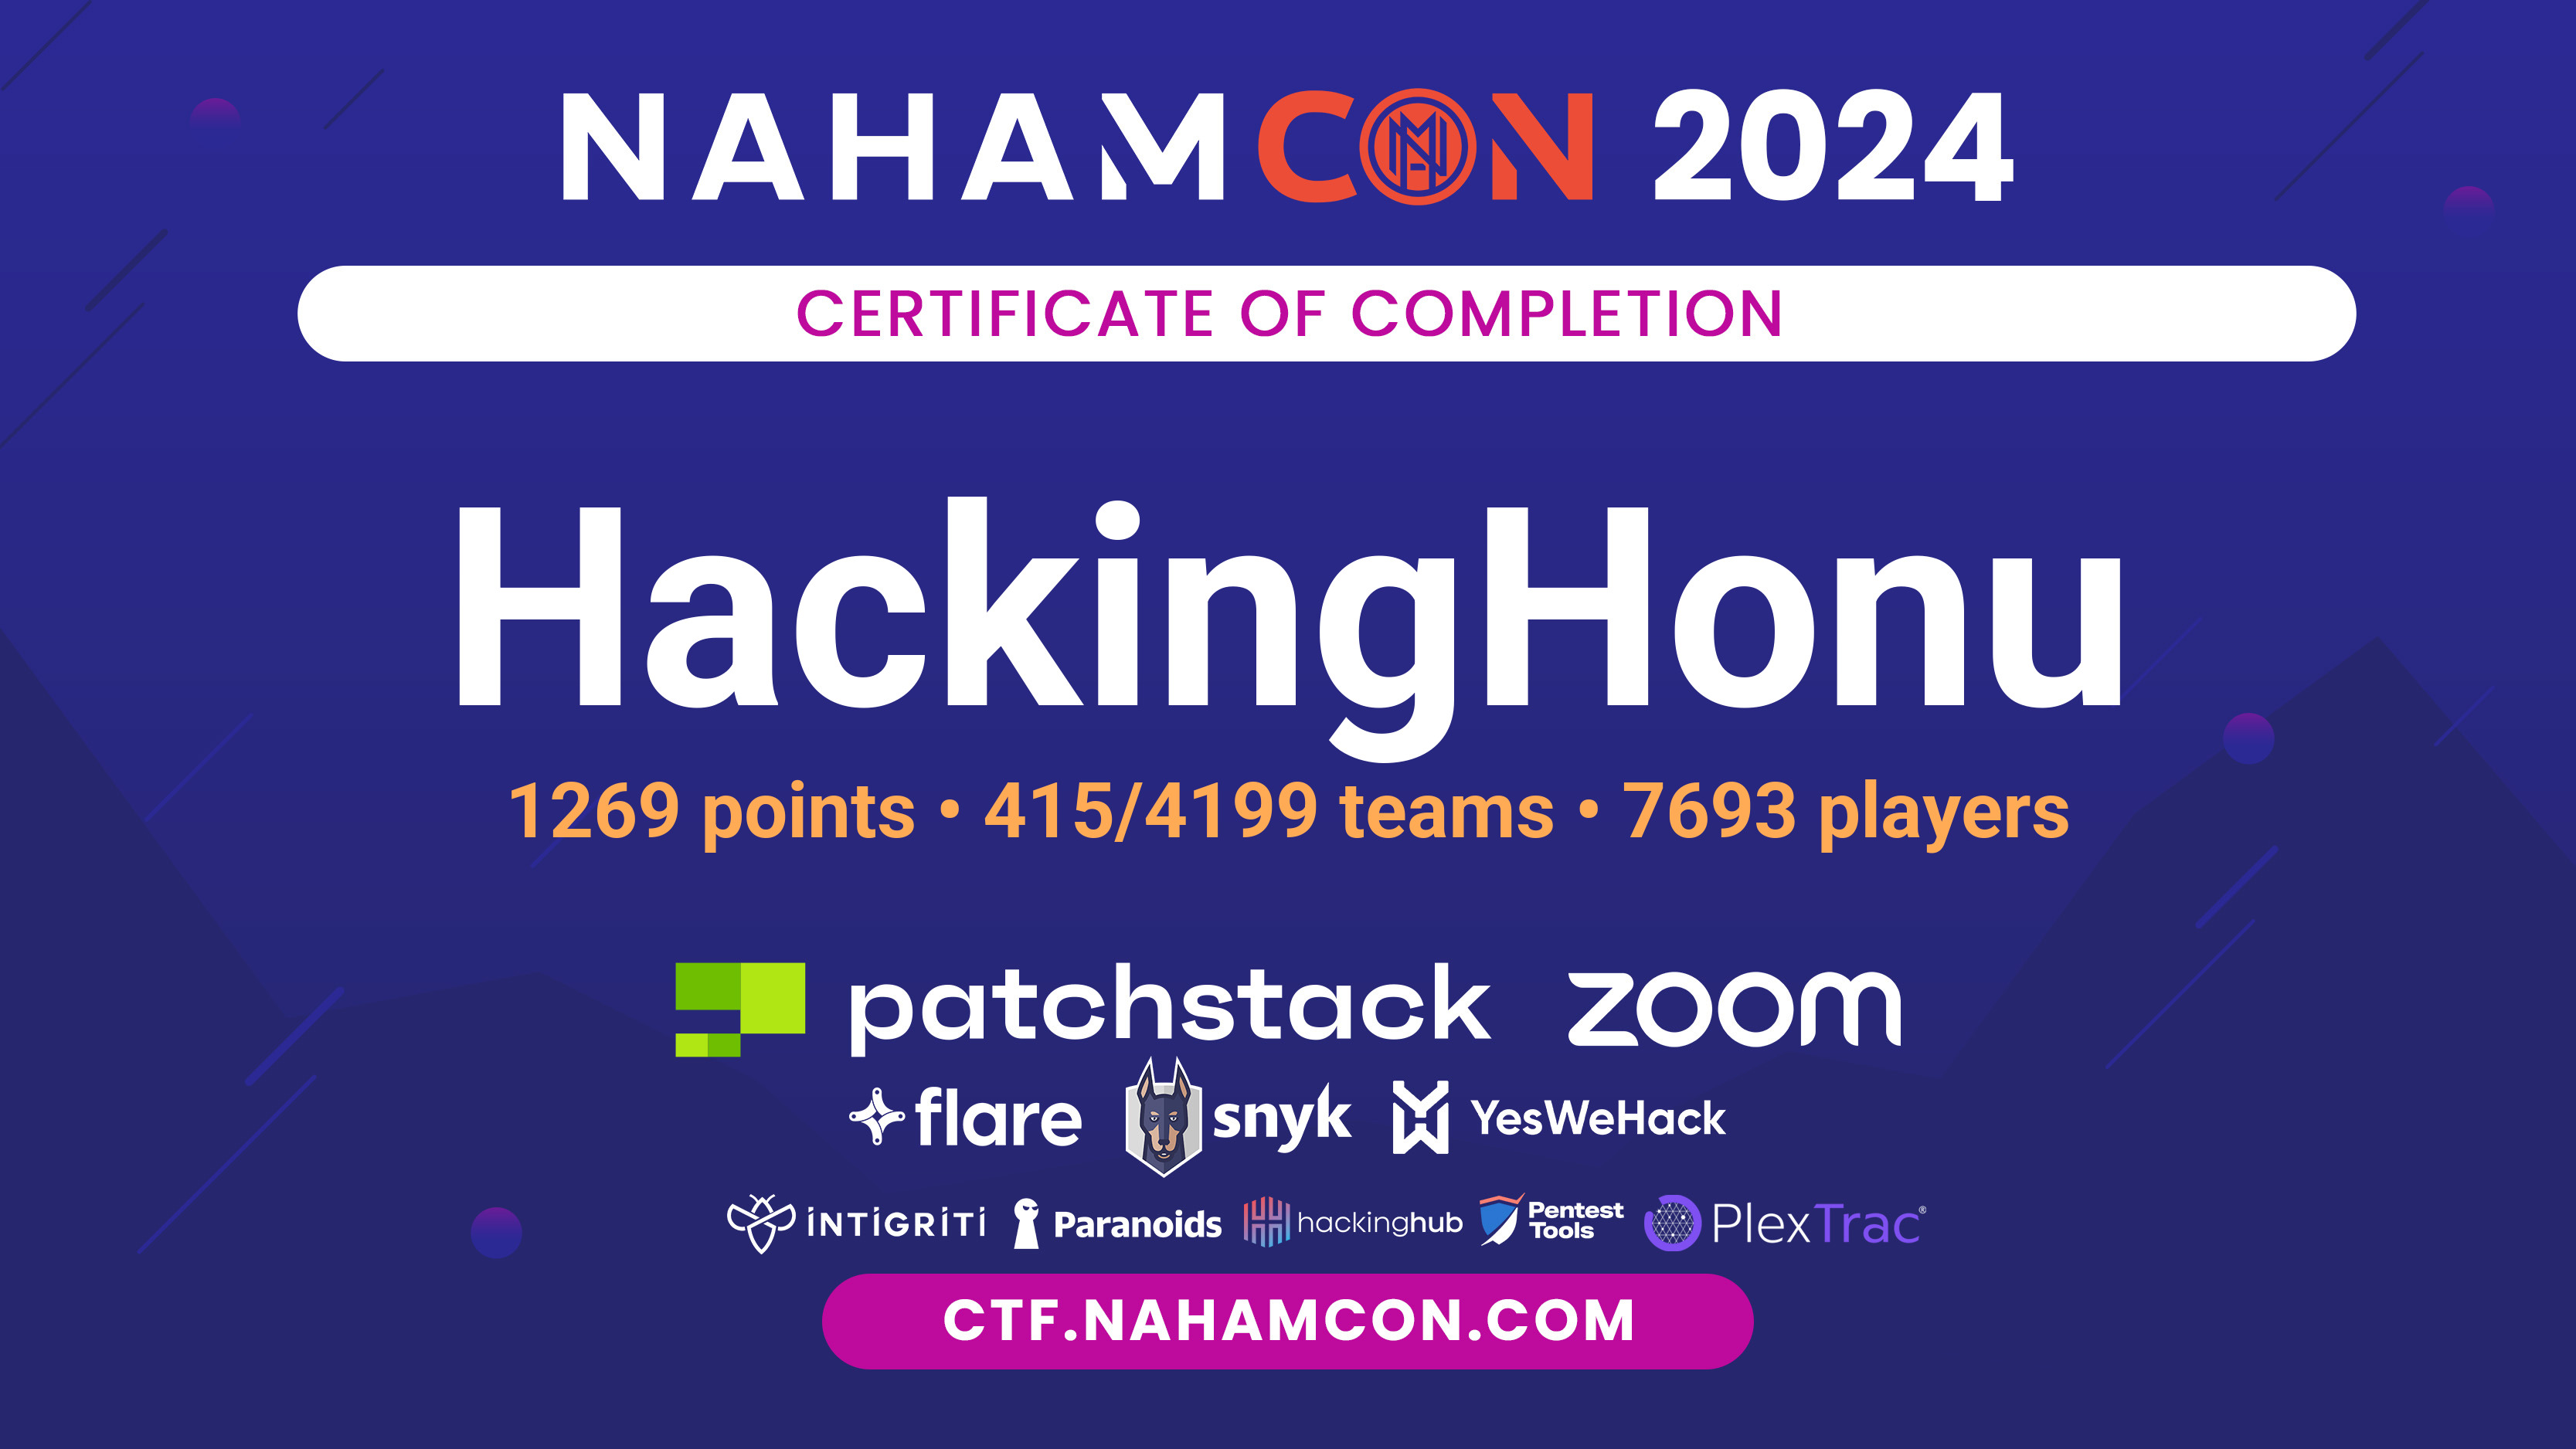 NAHAMCON 2024
CERTIFICATE OF COMPLETION
HackingHonu
1269 points • 415/4199 teams • 7693 players
patchstack zoom
flare snyk YesWeHack
INTIGRITI Paranoids hackinghub Pentest Tools PlexTrac®
CTF.NAHAMCON.COM